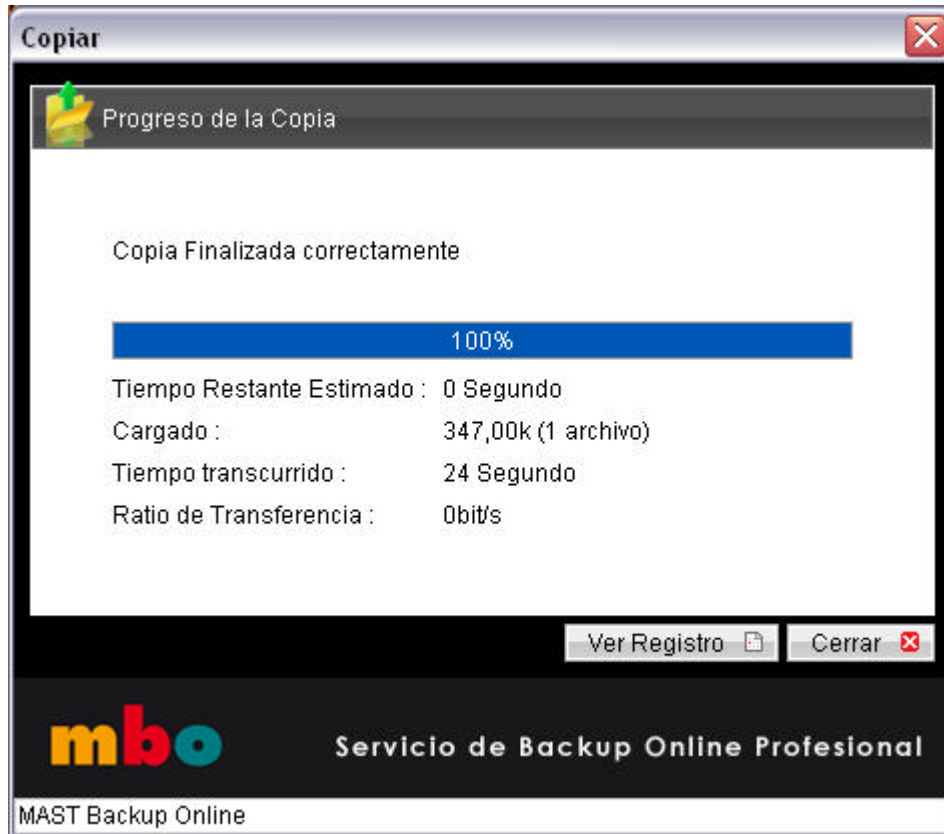 Copiar
Progreso de la Copia
Copia Finalizada correctamente
100%
Tiempo Restante Estimado : 0 Segundo
Cargado : 347,00k (1 archivo)
Tiempo transcurrido : 24 Segundo
Ratio de Transferencia : 0bit/s
Ver Registro Cerrar
mbo Servicio de Backup Online Profesional
MAST Backup Online